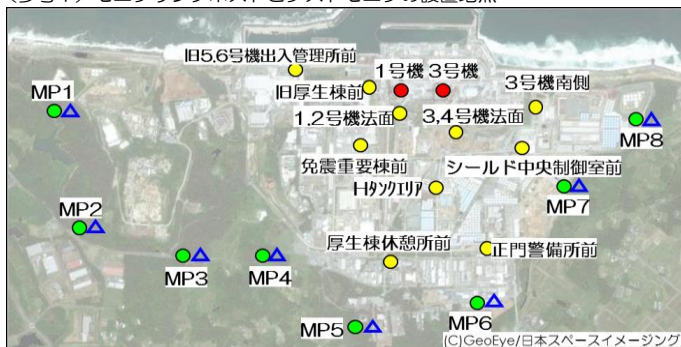 (参考1) モニタリングポストとダストモニタの設置地点
旧5,6号機出入管理所前
1号機 3号機
MP1
旧厚生棟前
3号機南側
1,2号機法面
3,4号機法面
MP8
免震重要棟前
シールド中央制御室前
Hタンクエリア
MP7
MP2
厚生棟休憩所前
正門警備所前
MP3
MP4
MP5
MP6
(C)GeoEye/日本スペースイメージング